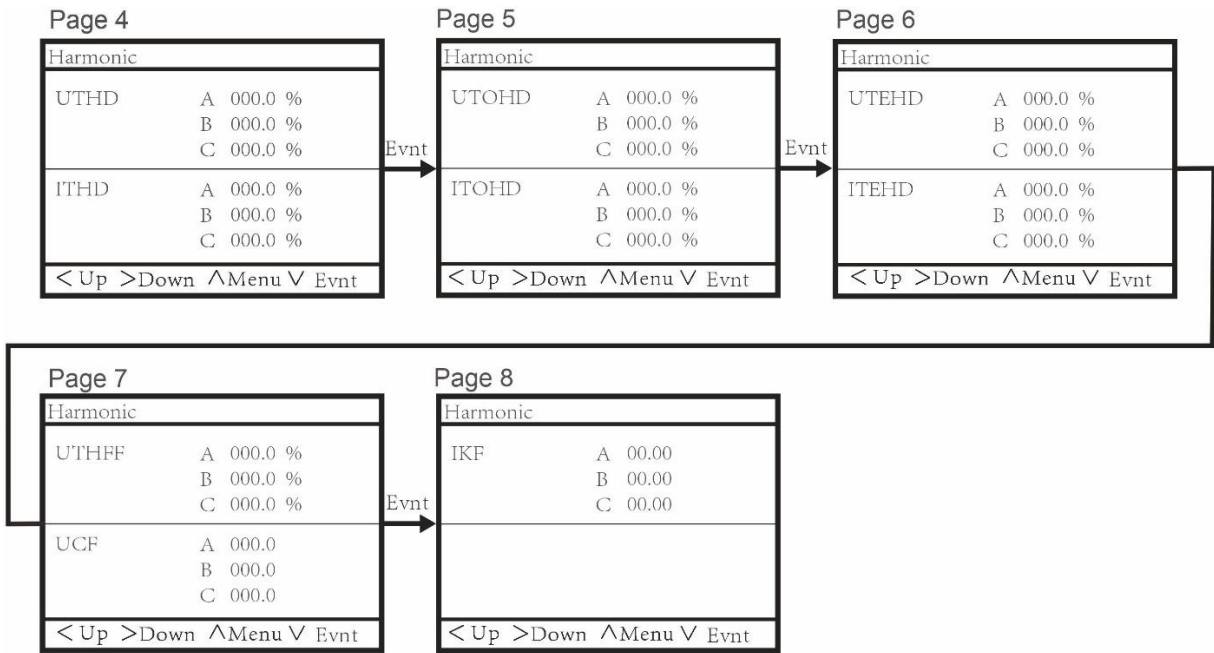 Page 4
Harmonic
UTHD A 000.0 %
B 000.0 %
C 000.0 %
ITHD A 000.0 %
B 000.0 %
C 000.0 %
< Up >Down ∧Menu ∨ Evnt
Evnt
Page 5
Harmonic
UTOHD A 000.0 %
B 000.0 %
C 000.0 %
ITOHD A 000.0 %
B 000.0 %
C 000.0 %
< Up >Down ∧Menu ∨ Evnt
Evnt
Page 6
Harmonic
UTEHD A 000.0 %
B 000.0 %
C 000.0 %
ITEHD A 000.0 %
B 000.0 %
C 000.0 %
< Up >Down ∧Menu ∨ Evnt
Page 7
Harmonic
UTHFF A 000.0 %
B 000.0 %
C 000.0 %
UCF A 000.0
B 000.0
C 000.0
< Up >Down ∧Menu ∨ Evnt
Evnt
Page 8
Harmonic
IKF A 00.00
B 00.00
C 00.00
< Up >Down ∧Menu ∨ Evnt